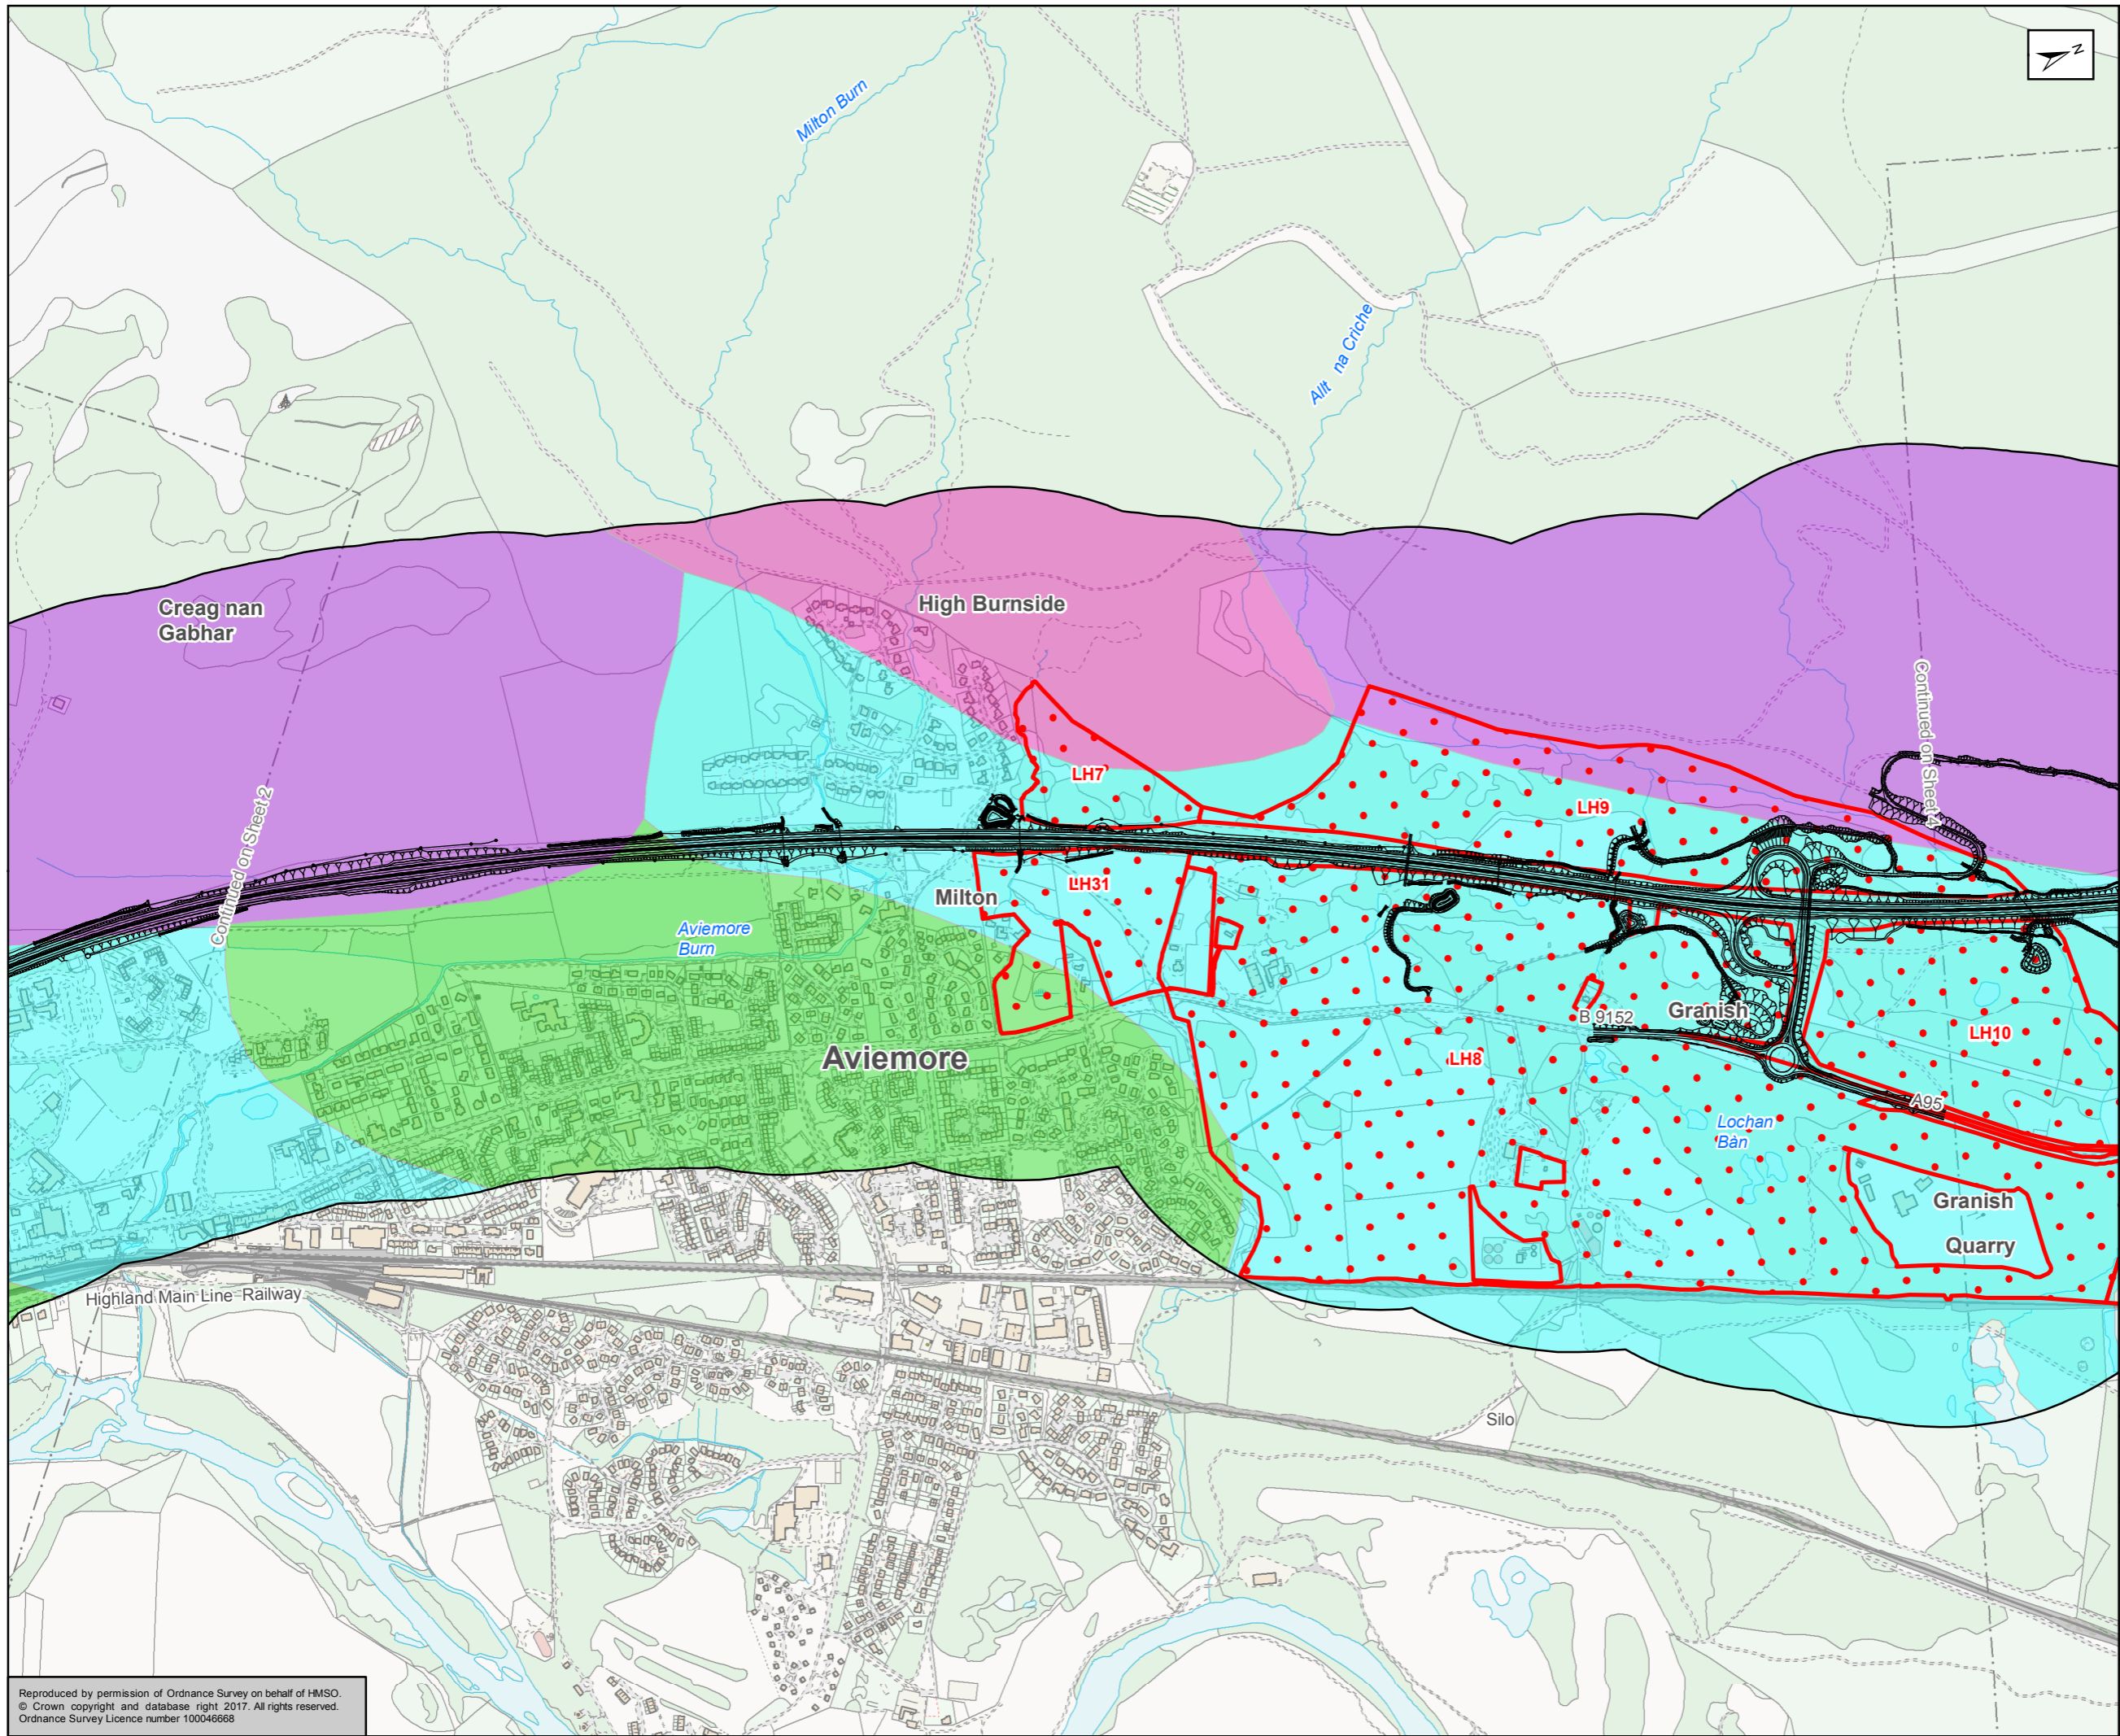 N
Milton Burn
Allt na Criche
Creag nan
Gabhar
High Burnside
Continued on Sheet 2
Continued on Sheet 4
LH7
LH9
LH31
Milton
Aviemore
Burn
Granish
B 9152
LH10
Aviemore
LH8
A95
Lochan
Bàn
Granish
Quarry
Highland Main Line Railway
Silo
Reproduced by permission of Ordnance Survey on behalf of HMSO.
© Crown copyright and database right 2017. All rights reserved.
Ordnance Survey Licence number 100046668